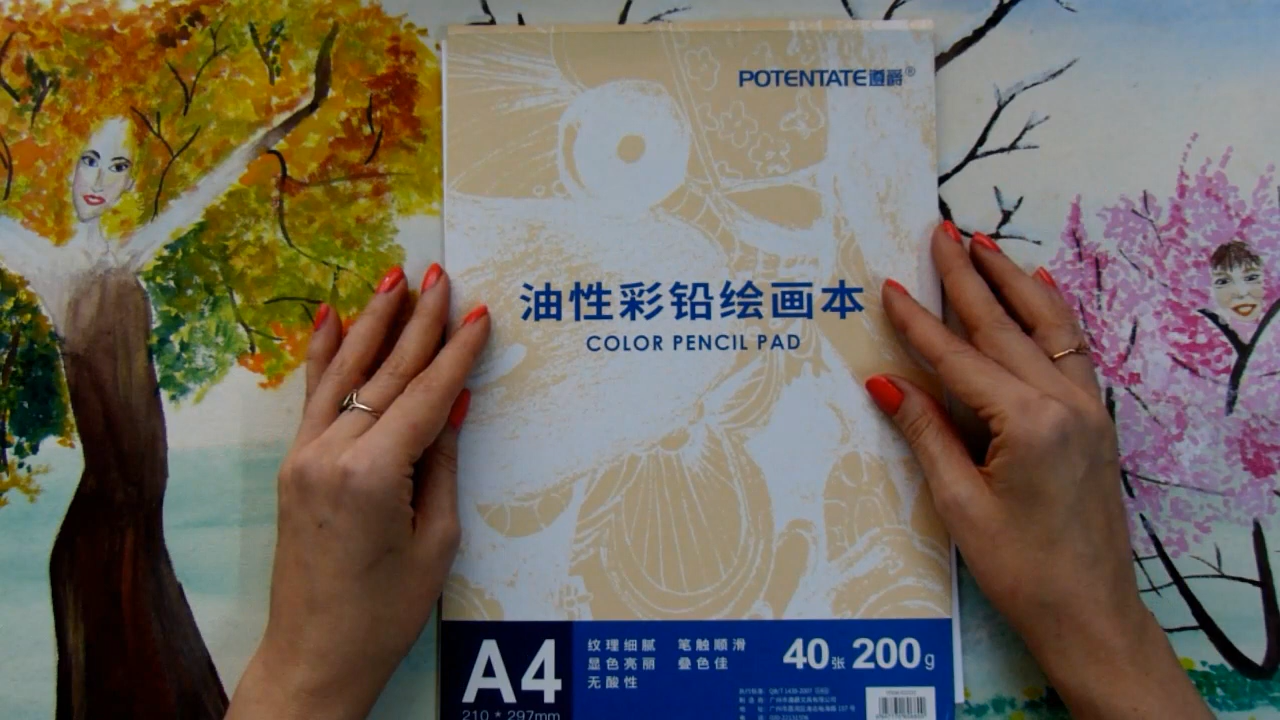 POTENTATE遵爵®
油性彩铅绘画本
COLOR PENCIL PAD
A4
210 * 297mm
纹理细腻 笔触顺滑
显色亮丽 叠色佳
无酸性
40张 200g